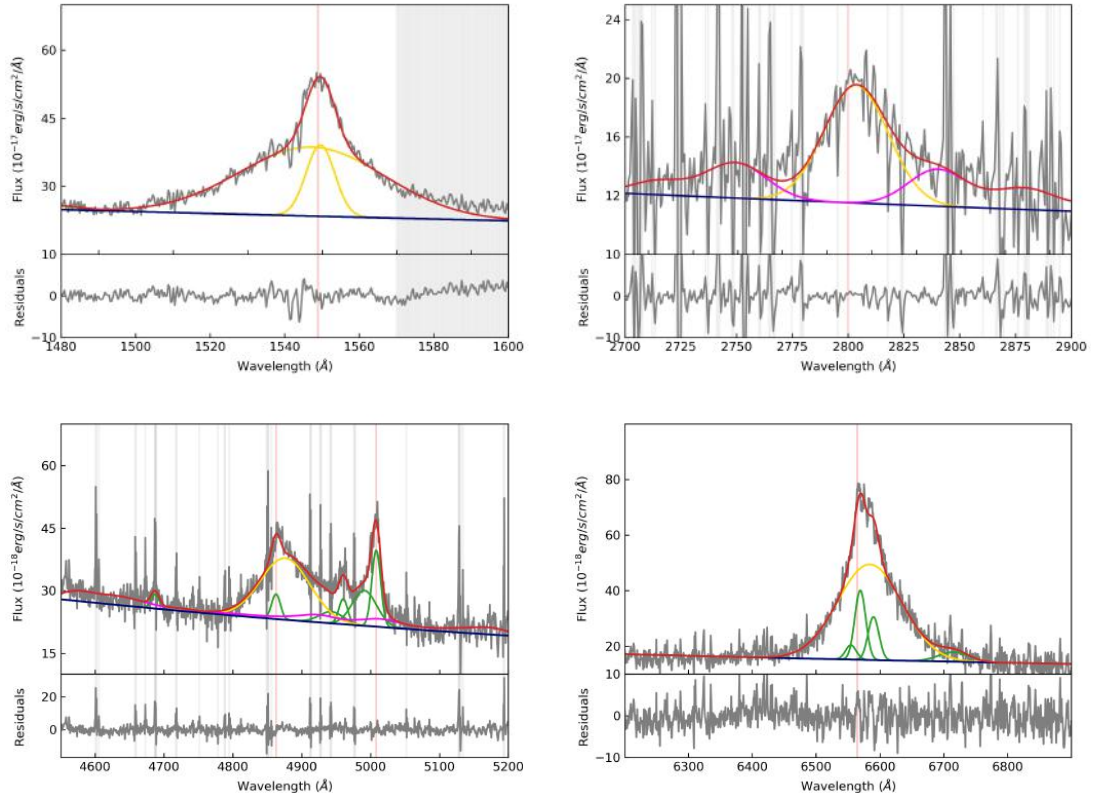 Flux (10⁻¹⁷erg/s/cm²/Å)
60
45
30
10
0
−10
Residuals
1480 1500 1520 1540 1560 1580 1600
Wavelength (Å)
Flux (10⁻¹⁷erg/s/cm²/Å)
24
20
16
12
10
0
−10
Residuals
2700 2725 2750 2775 2800 2825 2850 2875 2900
Wavelength (Å)
Flux (10⁻¹⁸erg/s/cm²/Å)
60
45
30
15
20
0
Residuals
4600 4700 4800 4900 5000 5100 5200
Wavelength (Å)
Flux (10⁻¹⁸erg/s/cm²/Å)
80
60
40
20
10
0
−10
Residuals
6300 6400 6500 6600 6700 6800
Wavelength (Å)